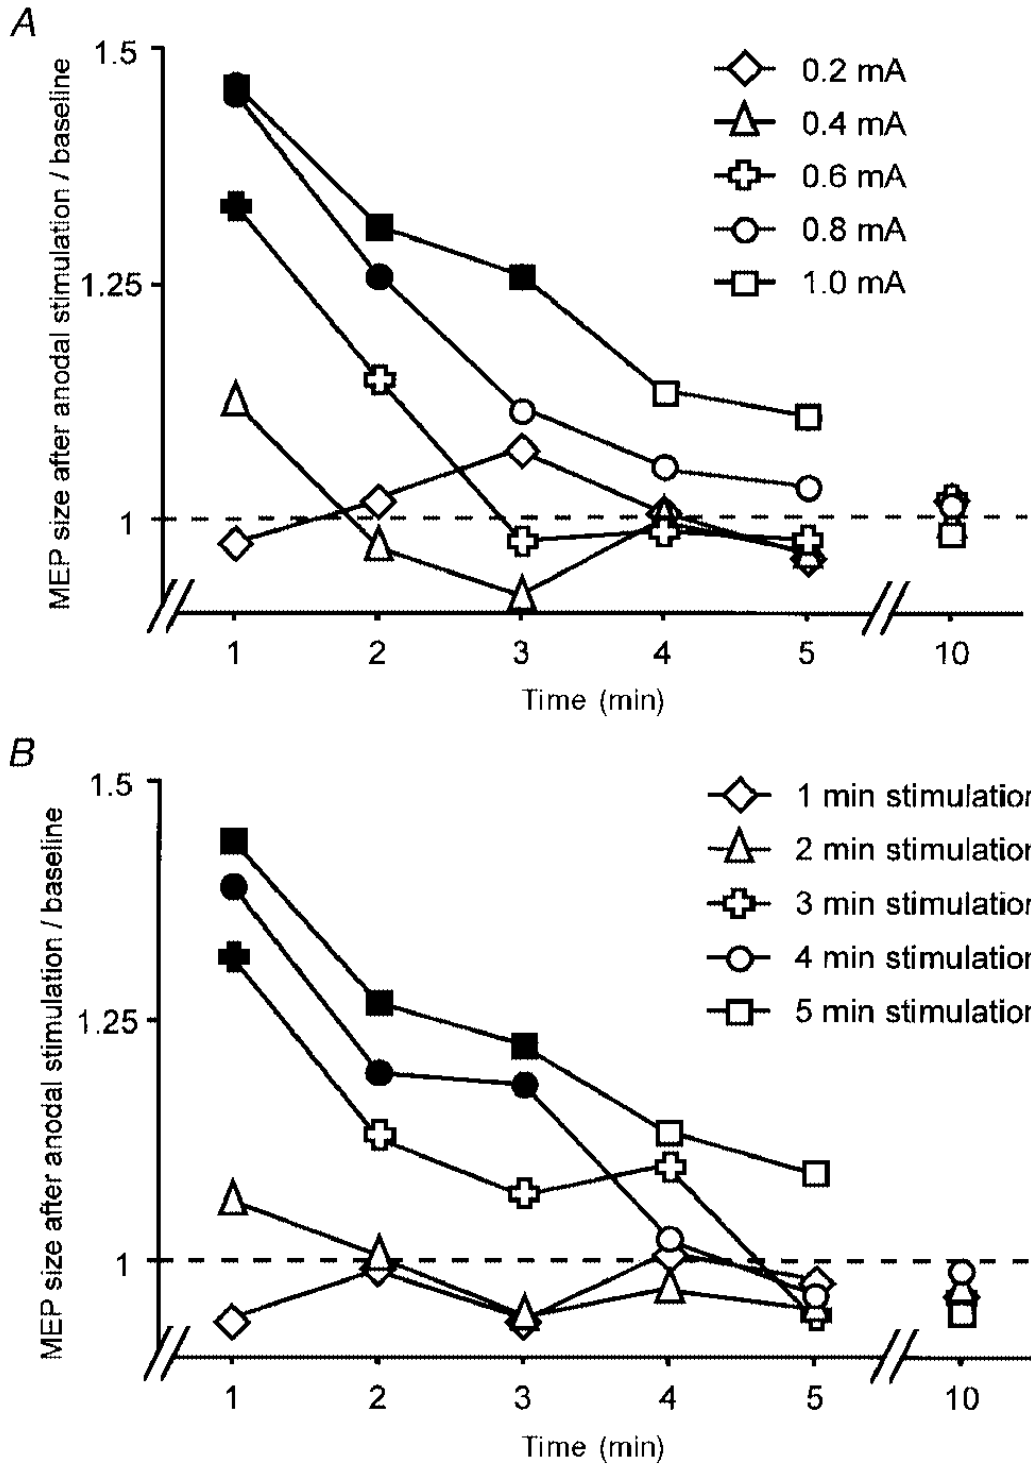 A
1.5
1.25
1
MEP size after anodal stimulation / baseline
0.2 mA
0.4 mA
0.6 mA
0.8 mA
1.0 mA
1 2 3 4 5 10
Time (min)
B
1.5
1.25
1
MEP size after anodal stimulation / baseline
1 min stimulation
2 min stimulation
3 min stimulation
4 min stimulation
5 min stimulation
1 2 3 4 5 10
Time (min)